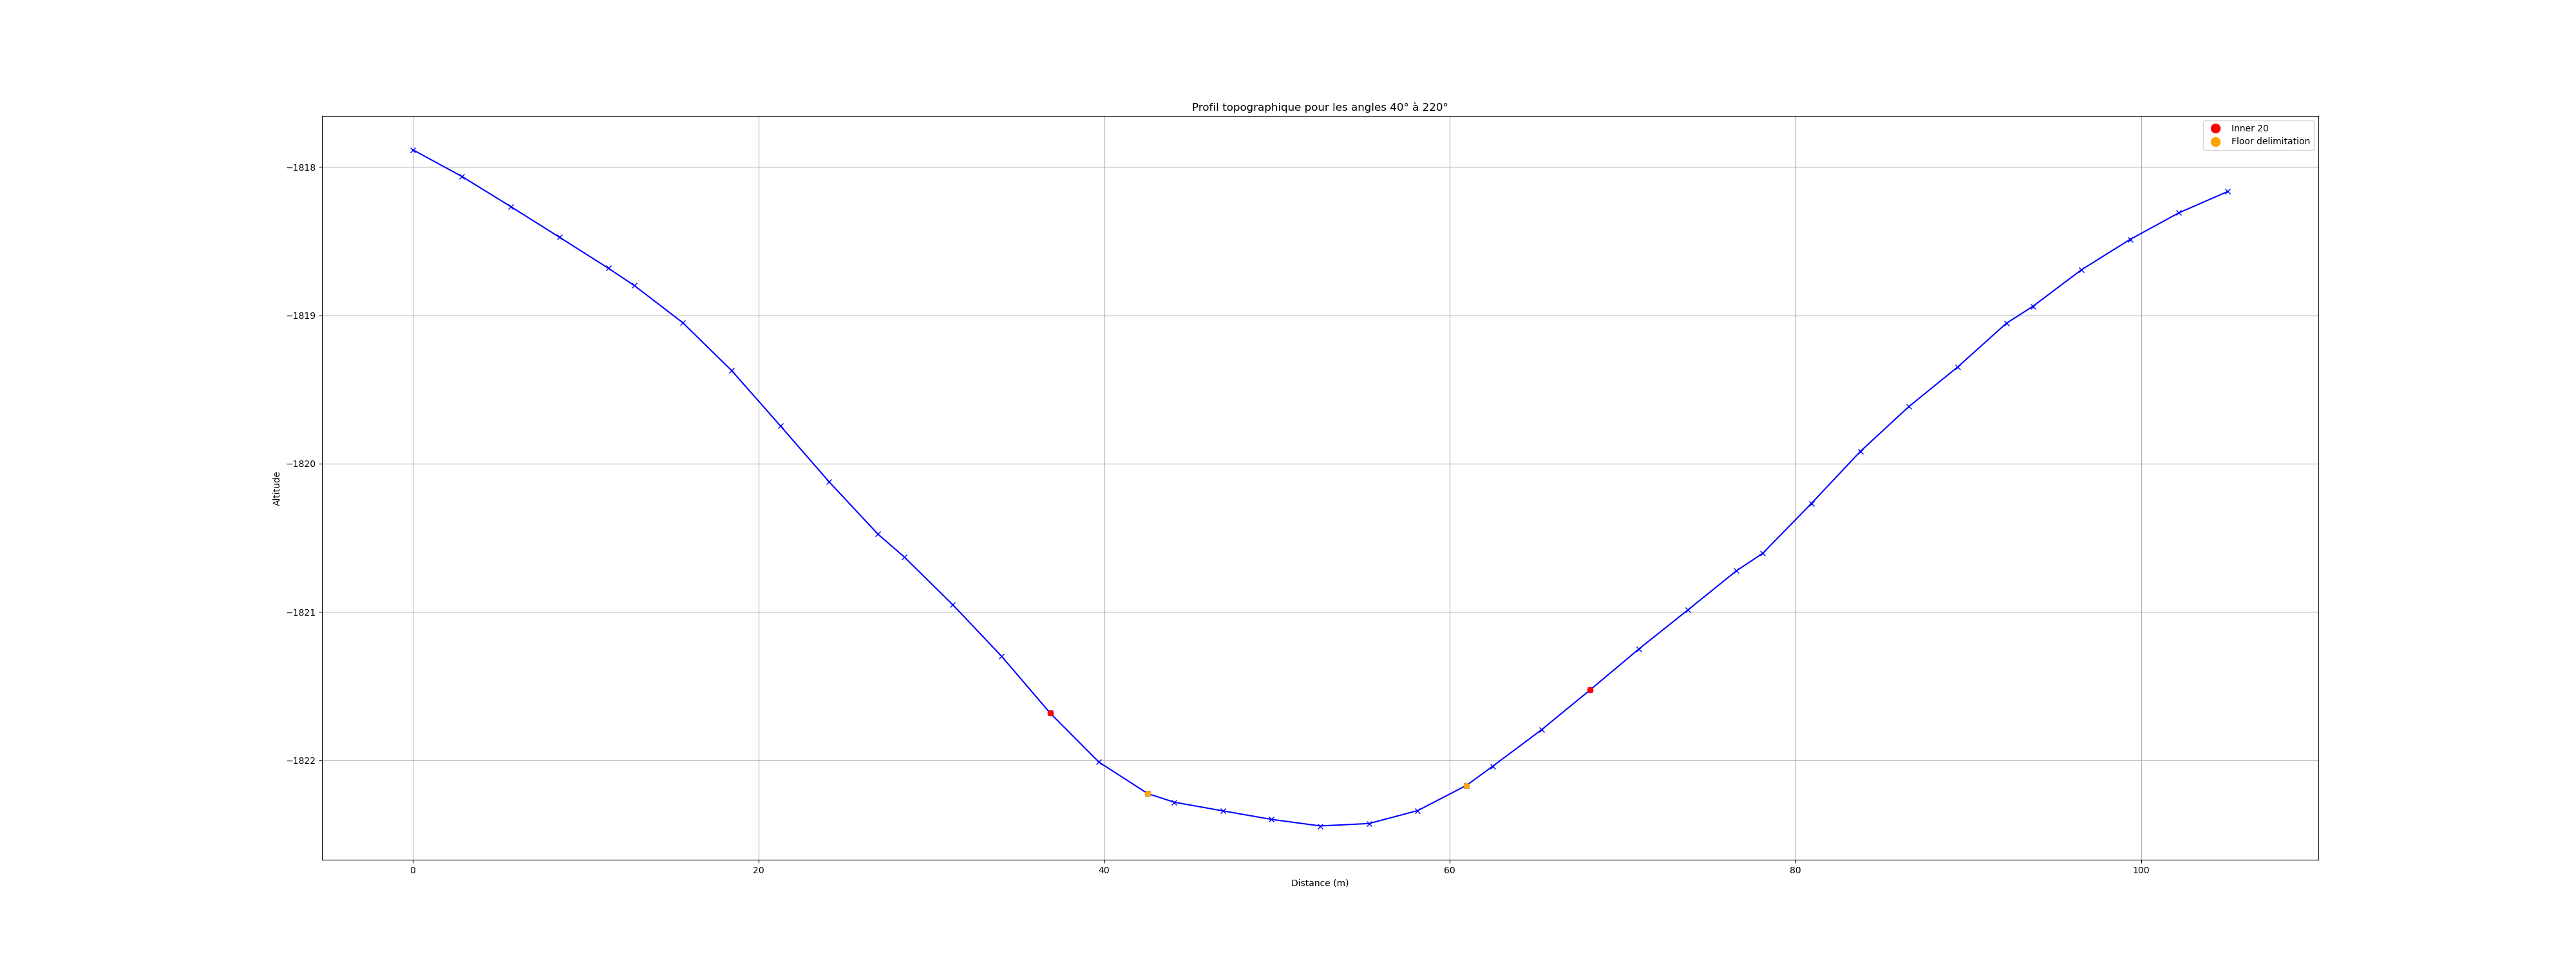 Profil topographique pour les angles 40° à 220°
Inner 20
Floor delimitation
−1818
−1819
−1820
−1821
−1822
Altitude
0
20
40
60
80
100
Distance (m)